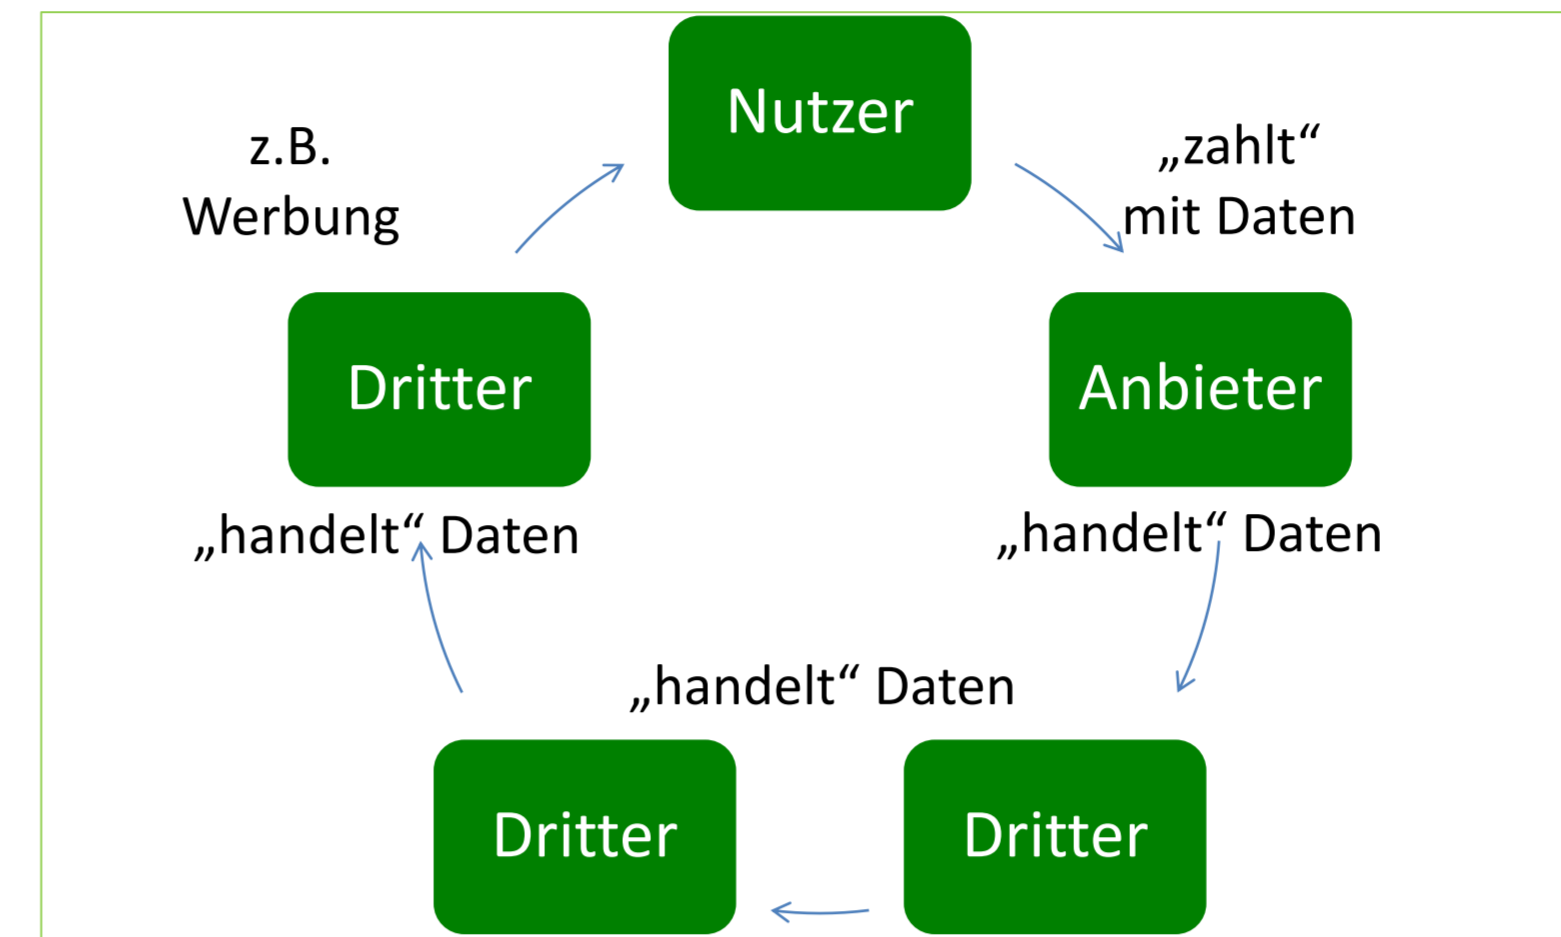 Nutzer
z.B.
Werbung
„zahlt“
mit Daten
Dritter
Anbieter
„handelt“ Daten
„handelt“ Daten
„handelt“ Daten
Dritter
Dritter